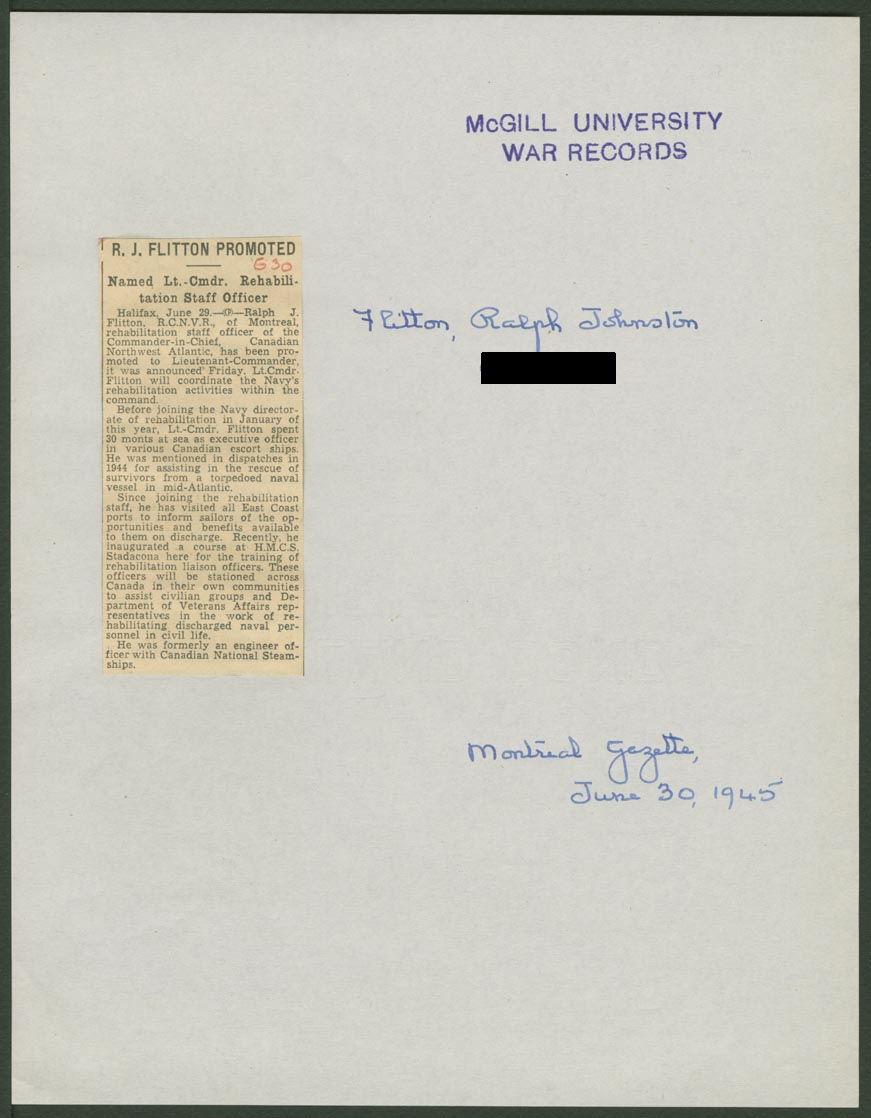 McGILL UNIVERSITY
WAR RECORDS
R. J. FLITTON PROMOTED
G30
Named Lt.-Cmdr. Rehabili-
tation Staff Officer
Halifax, June 29.—(CP)—Ralph J.
Flitton, R.C.N.V.R., of Montreal,
rehabilitation staff officer of the
Commander-in-Chief, Canadian
Northwest Atlantic, has been pro-
moted to Lieutenant-Commander,
it was announced Friday. Lt.Cmdr.
Flitton will coordinate the Navy's
rehabilitation activities within the
command.
Before joining the Navy director-
ate of rehabilitation in January of
this year, Lt.-Cmdr. Flitton spent
30 monts at sea as executive officer
in various Canadian escort ships.
He was mentioned in dispatches in
1944 for assisting in the rescue of
survivors from a torpedoed naval
vessel in mid-Atlantic.
Since joining the rehabilitation
staff, he has visited all East Coast
ports to inform sailors of the op-
portunities and benefits available
to them on discharge. Recently, he
inaugurated a course at H.M.C.S.
Stadacona here for the training of
rehabilitation liaison officers. These
officers will be stationed across
Canada in their own communities
to assist civilian groups and De-
partment of Veterans Affairs rep-
resentatives in the work of re-
habilitating discharged naval per-
sonnel in civil life.
He was formerly an engineer of-
ficer with Canadian National Steam-
ships.
Flitton, Ralph Johnston
Montreal Gazette,
June 30, 1945